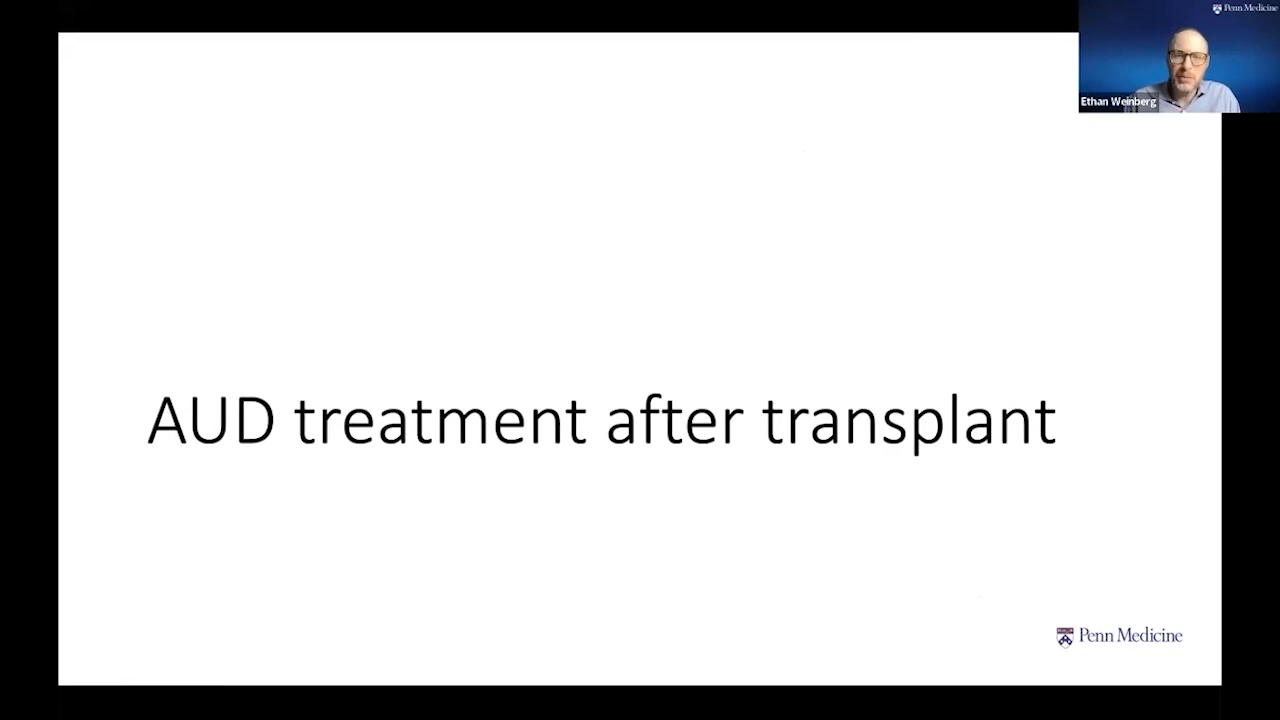 Penn Medicine
Ethan Weinberg
AUD treatment after transplant
Penn Medicine